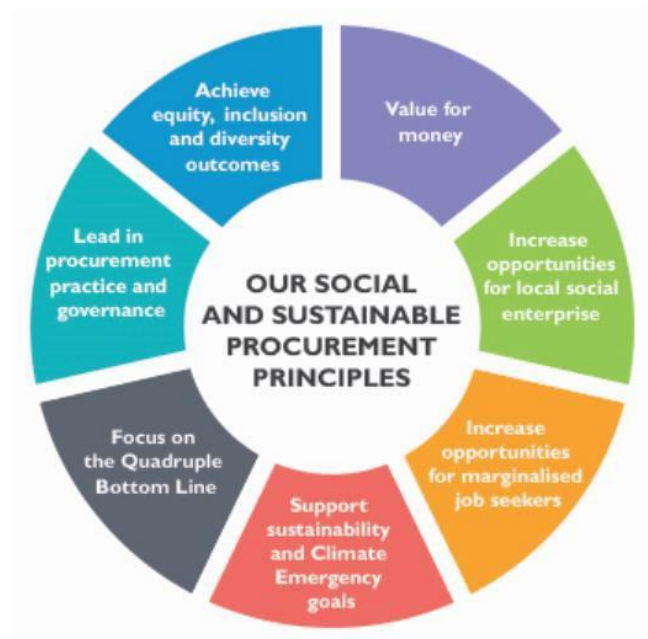 OUR SOCIAL
AND SUSTAINABLE
PROCUREMENT
PRINCIPLES
Value for
money
Increase
opportunities
for local social
enterprise
Increase
opportunities
for marginalised
job seekers
Support
sustainability
and Climate
Emergency
goals
Focus on
the Quadruple
Bottom Line
Lead in
procurement
practice and
governance
Achieve
equity, inclusion
and diversity
outcomes